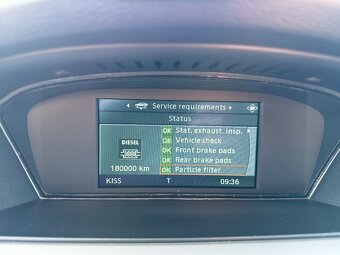 Service requirements
Status
OK Stat. exhaust. insp.
OK Vehicle check
OK Front brake pads
OK Rear brake pads
OK Particle filter
DIESEL
180000 km
KISS T 09:36